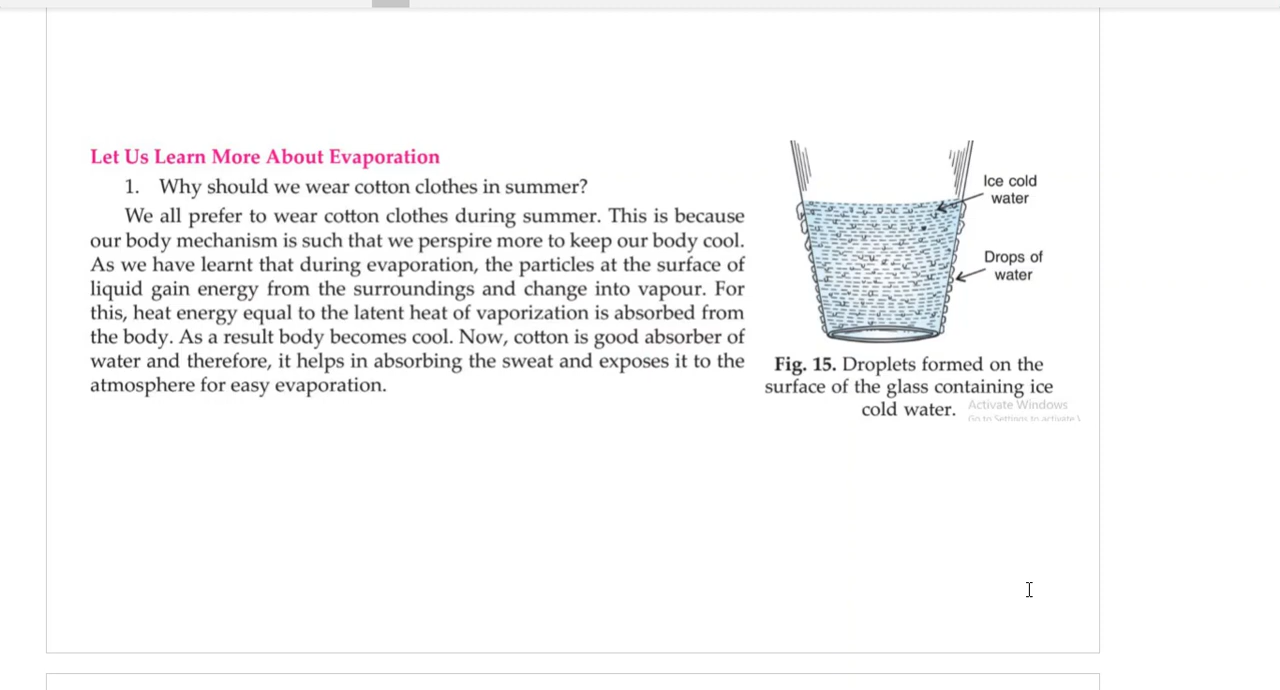 Let Us Learn More About Evaporation
1. Why should we wear cotton clothes in summer?
We all prefer to wear cotton clothes during summer. This is because
our body mechanism is such that we perspire more to keep our body cool.
As we have learnt that during evaporation, the particles at the surface of
liquid gain energy from the surroundings and change into vapour. For
this, heat energy equal to the latent heat of vaporization is absorbed from
the body. As a result body becomes cool. Now, cotton is good absorber of
water and therefore, it helps in absorbing the sweat and exposes it to the
atmosphere for easy evaporation.
Ice cold
water
Drops of
water
Fig. 15. Droplets formed on the
surface of the glass containing ice
cold water.
Activate Windows
Go to Settings to activate